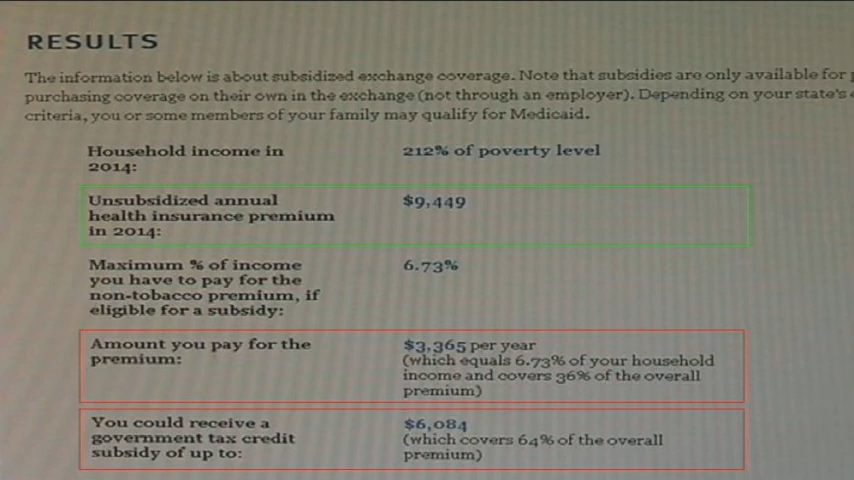 RESULTS
The information below is about subsidized exchange coverage. Note that subsidies are only available for
purchasing coverage on their own in the exchange (not through an employer). Depending on your state's
criteria, you or some members of your family may qualify for Medicaid.
Household income in
2014:
212% of poverty level
Unsubsidized annual
health insurance premium
in 2014:
$9,449
Maximum % of income
you have to pay for the
non-tobacco premium, if
eligible for a subsidy:
6.73%
Amount you pay for the
premium:
$3,365 per year
(which equals 6.73% of your household
income and covers 36% of the overall
premium)
You could receive a
government tax credit
subsidy of up to:
$6,084
(which covers 64% of the overall
premium)